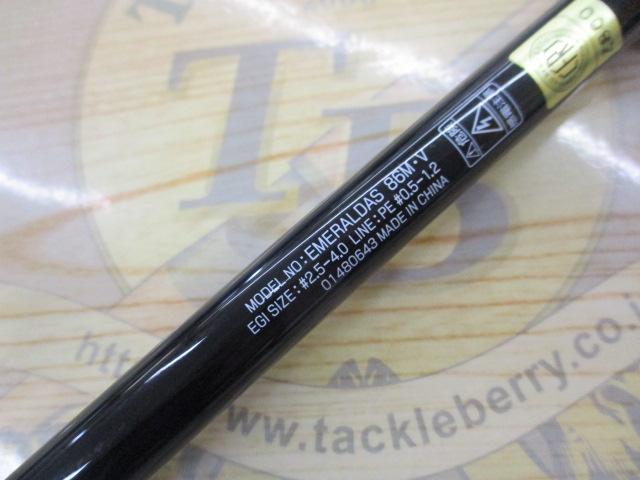 MODEL NO: EMERALDAS 86M・V
EGI SIZE: #2.5-4.0 LINE: PE #0.5-1.2
01480643 MADE IN CHINA
TB
www.tackleberry.co.j